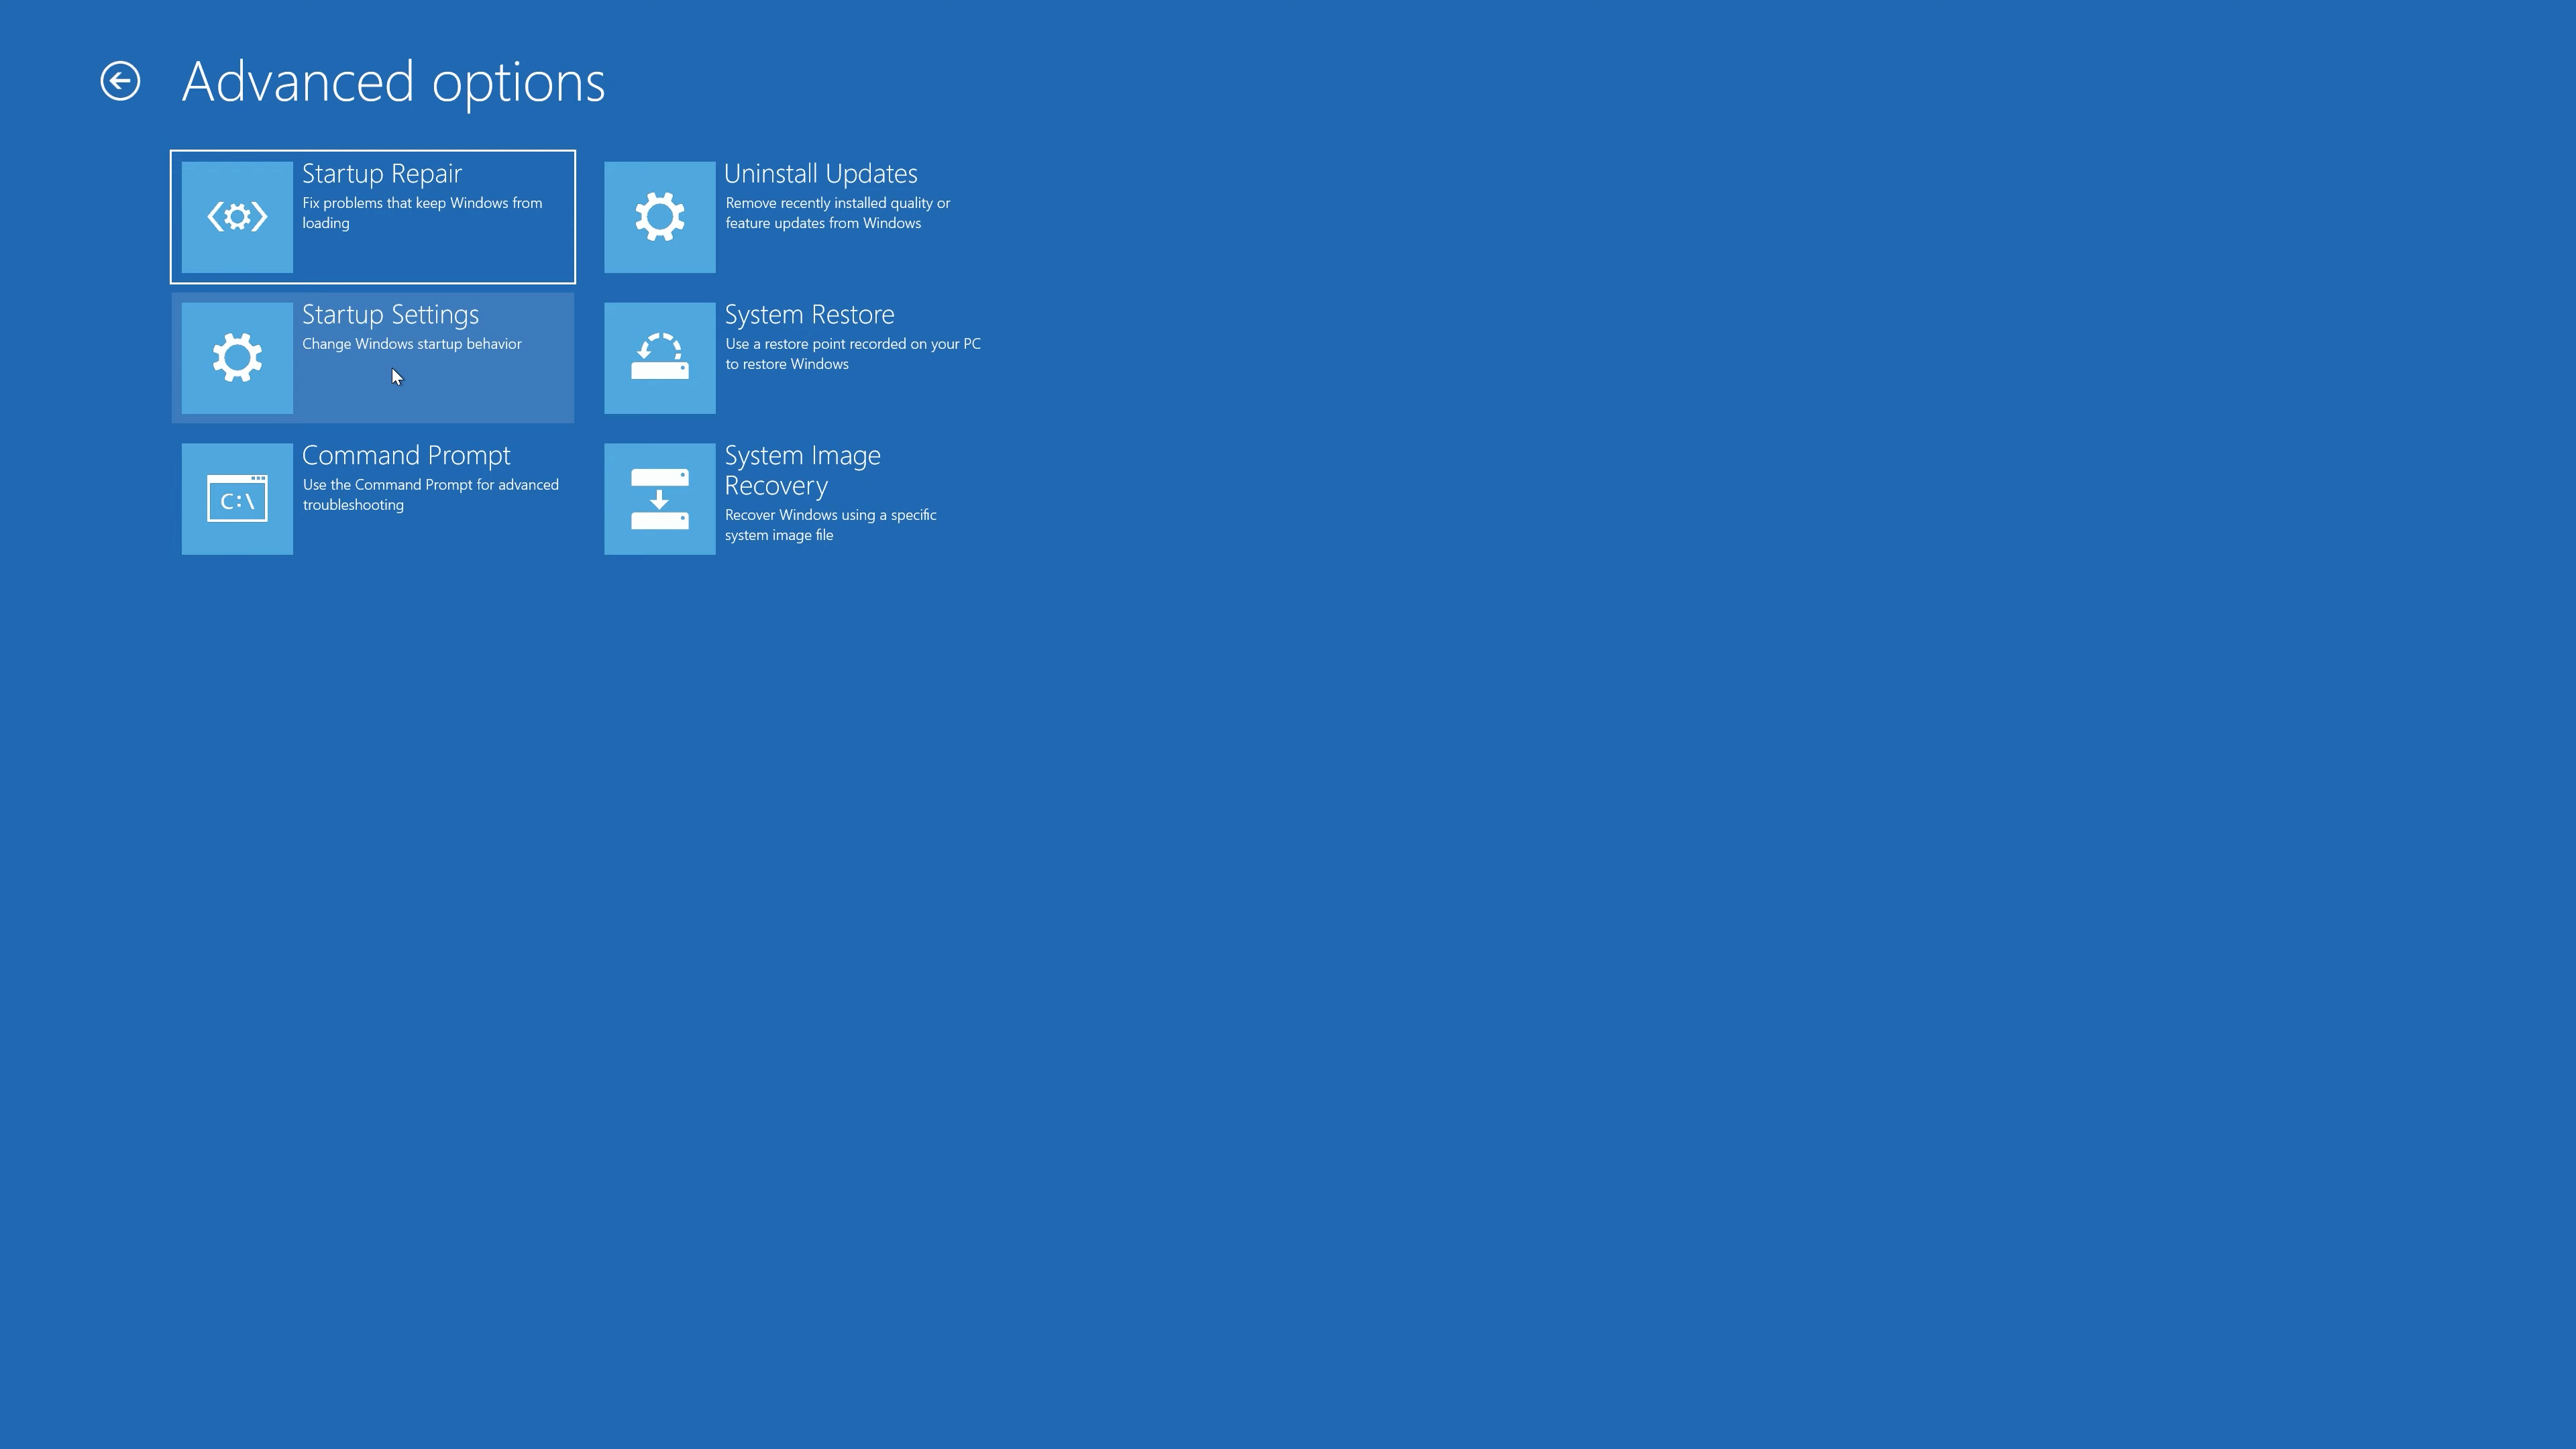 Advanced options
Startup Repair
Fix problems that keep Windows from
loading
Uninstall Updates
Remove recently installed quality or
feature updates from Windows
Startup Settings
Change Windows startup behavior
System Restore
Use a restore point recorded on your PC
to restore Windows
C:\
Command Prompt
Use the Command Prompt for advanced
troubleshooting
System Image
Recovery
Recover Windows using a specific
system image file